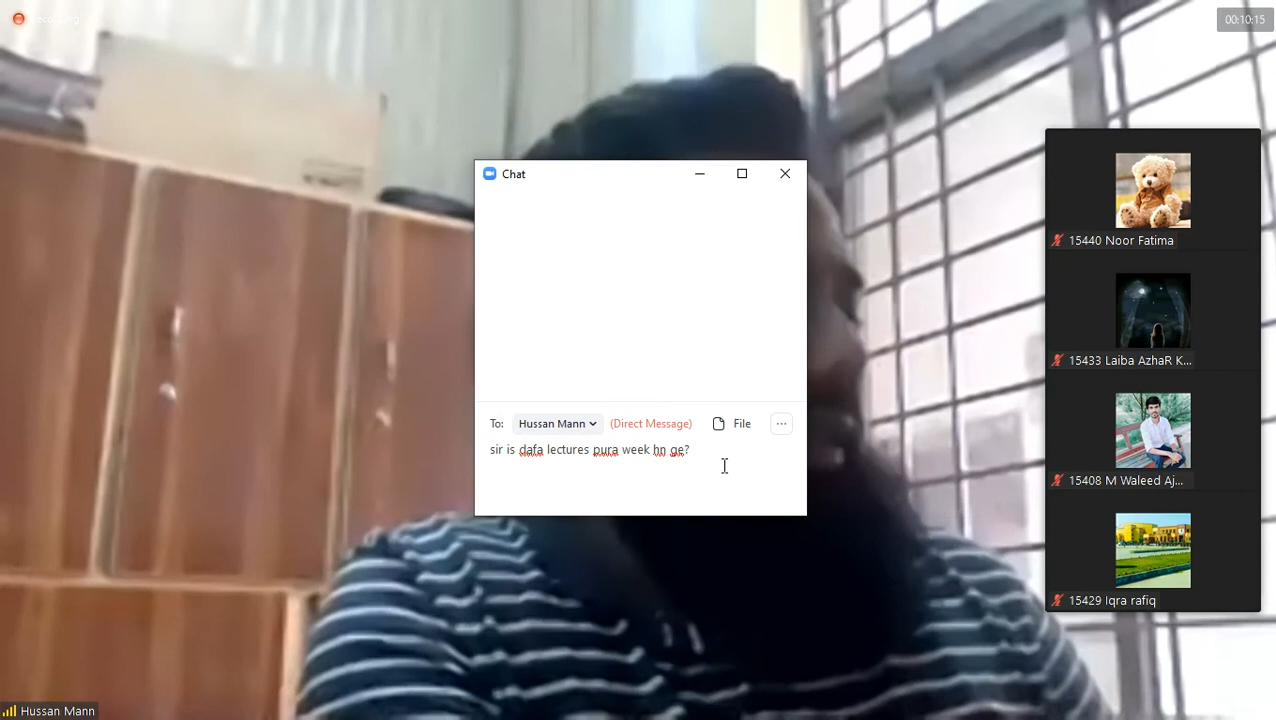 Recording
00:10:15
Chat
To: Hussan Mann (Direct Message) File ...
sir is dafa lectures pura week hn ge?
15440 Noor Fatima
15433 Laiba AzhaR K...
15408 M Waleed Aj...
15429 Iqra rafiq
Hussan Mann